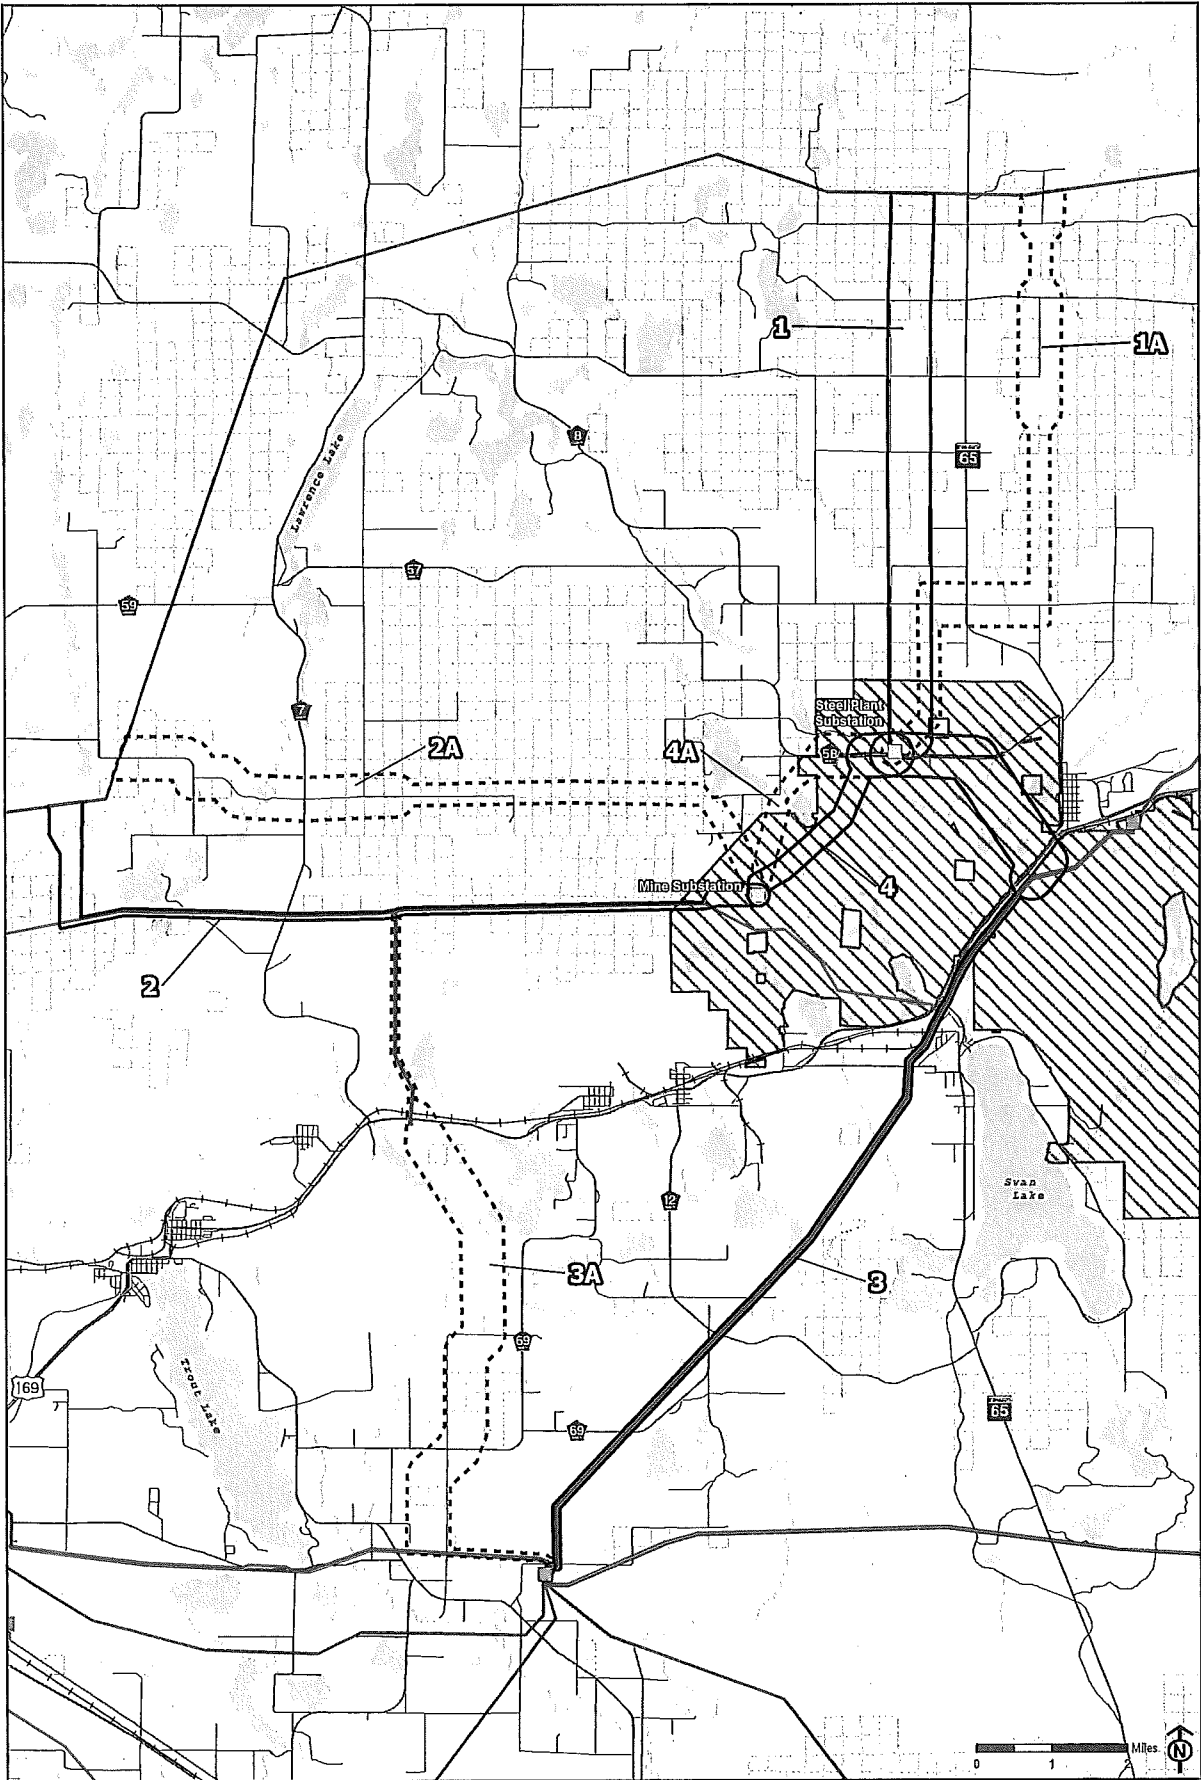 1
1A
8
65
Lawrence Lake
57
59
7
Steel Plant
Substation
2A
4A
58
Mine Substation
4
2
12
Swan
Lake
3A
3
69
169
Trout Lake
69
65
Miles
0 1 2
N